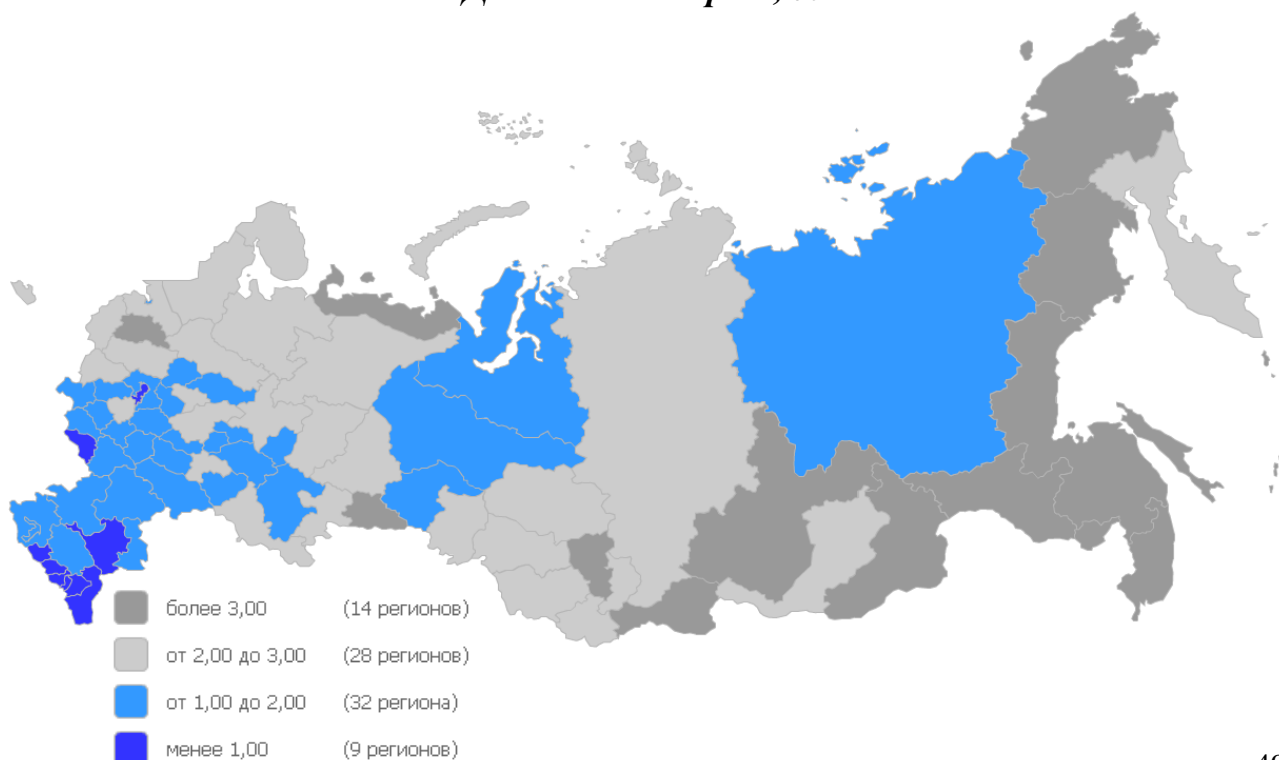 более 3,00 (14 регионов)
от 2,00 до 3,00 (28 регионов)
от 1,00 до 2,00 (32 региона)
менее 1,00 (9 регионов)